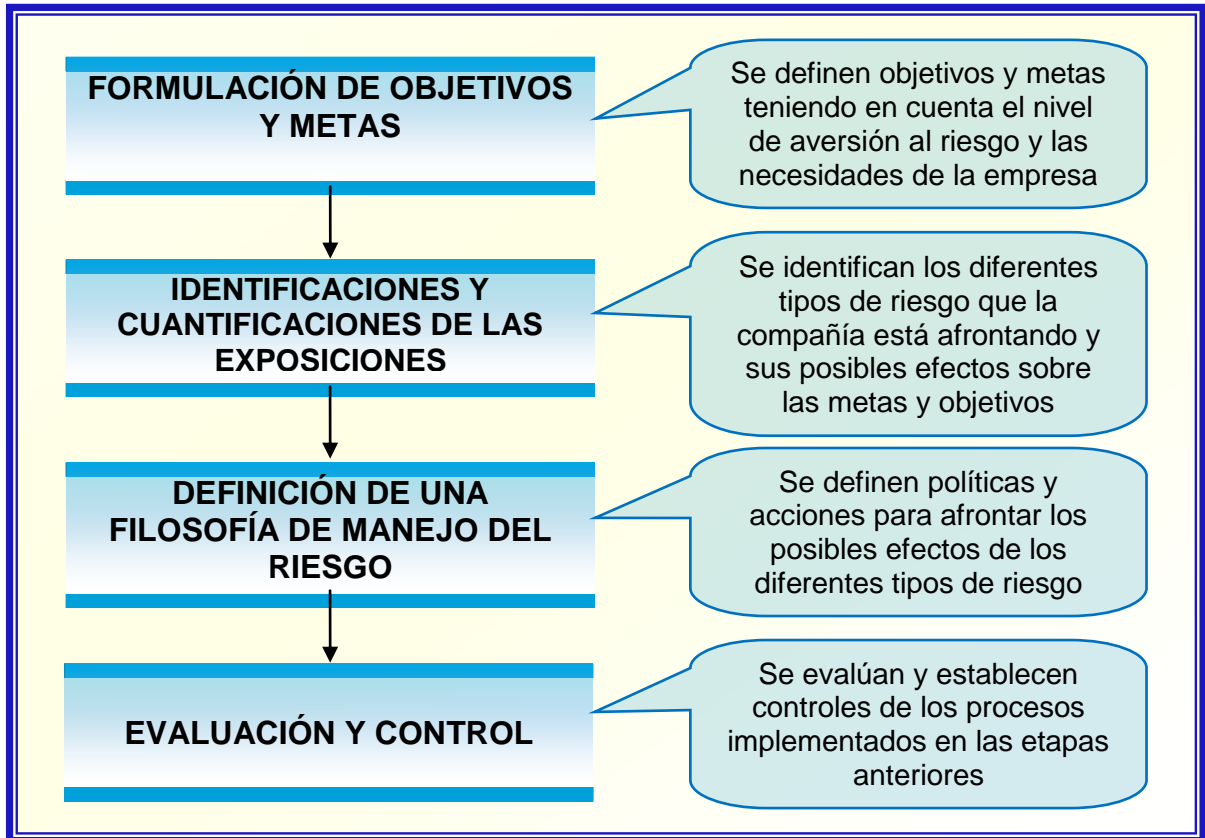 FORMULACIÓN DE OBJETIVOS
Y METAS
Se definen objetivos y metas
teniendo en cuenta el nivel
de aversión al riesgo y las
necesidades de la empresa
IDENTIFICACIONES Y
CUANTIFICACIONES DE LAS
EXPOSICIONES
Se identifican los diferentes
tipos de riesgo que la
compañía está afrontando y
sus posibles efectos sobre
las metas y objetivos
DEFINICIÓN DE UNA
FILOSOFÍA DE MANEJO DEL
RIESGO
Se definen políticas y
acciones para afrontar los
posibles efectos de los
diferentes tipos de riesgo
EVALUACIÓN Y CONTROL
Se evalúan y establecen
controles de los procesos
implementados en las etapas
anteriores